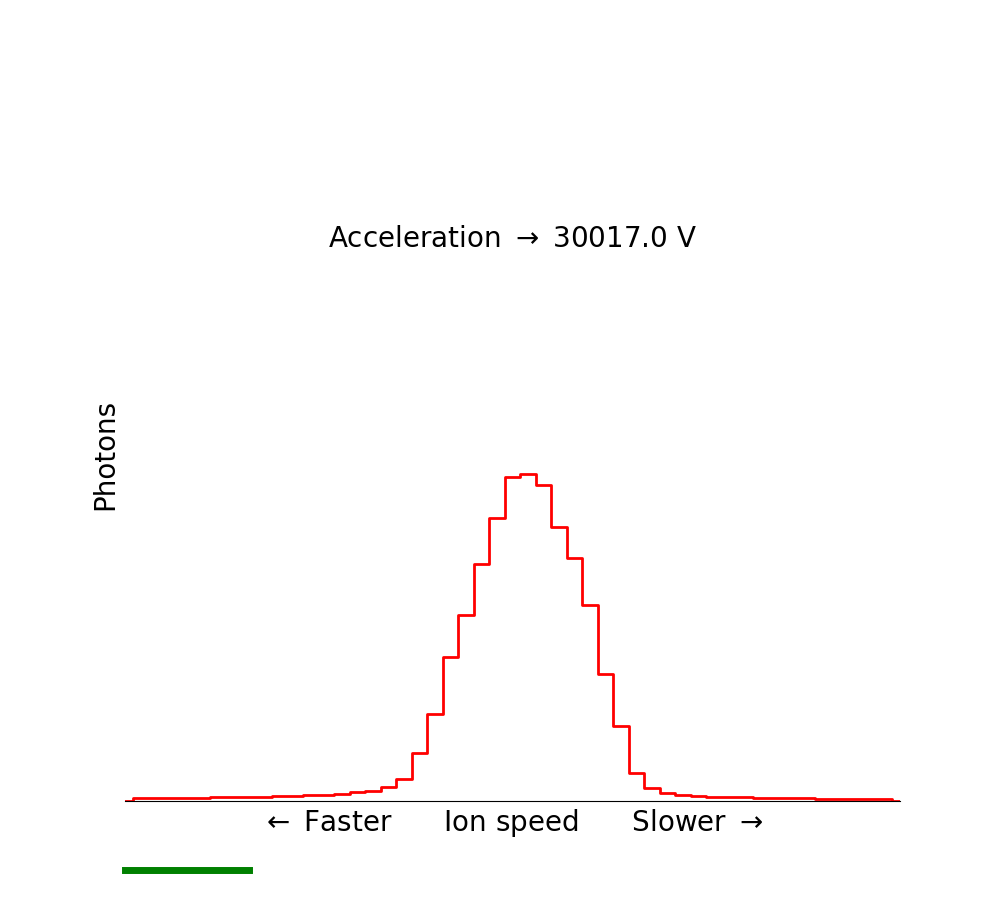 Acceleration → 30017.0 V
Photons
← Faster Ion speed Slower →